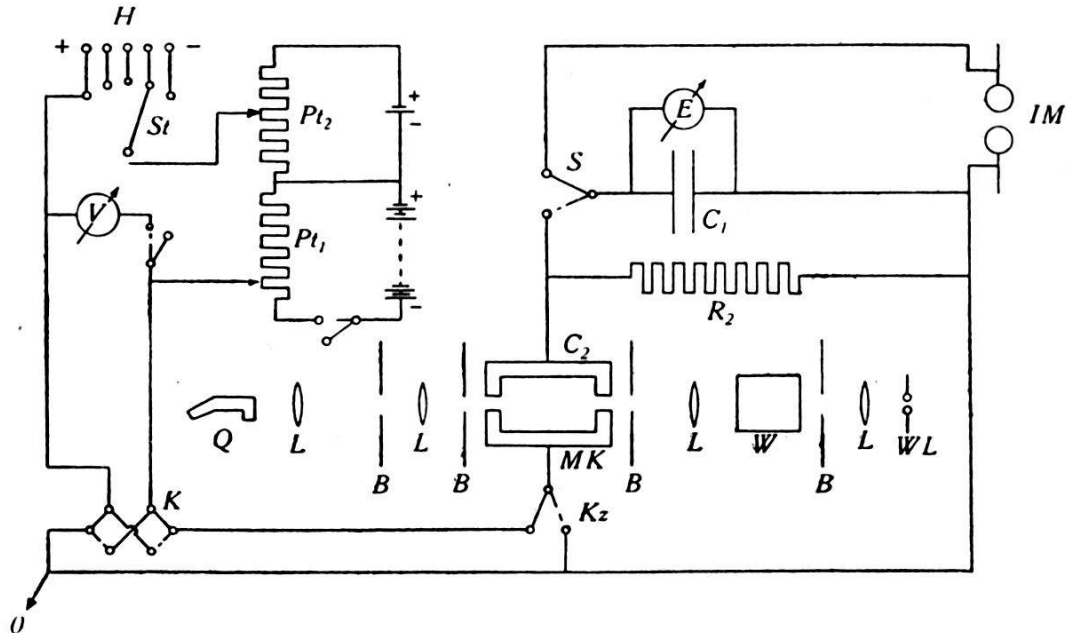 H
+ -
St
Pt₂
+
-
V
Pt₁
+
-
E
S
C₁
IM
R₂
C₂
Q L B L B MK B L W B L WL
K
Kz
0